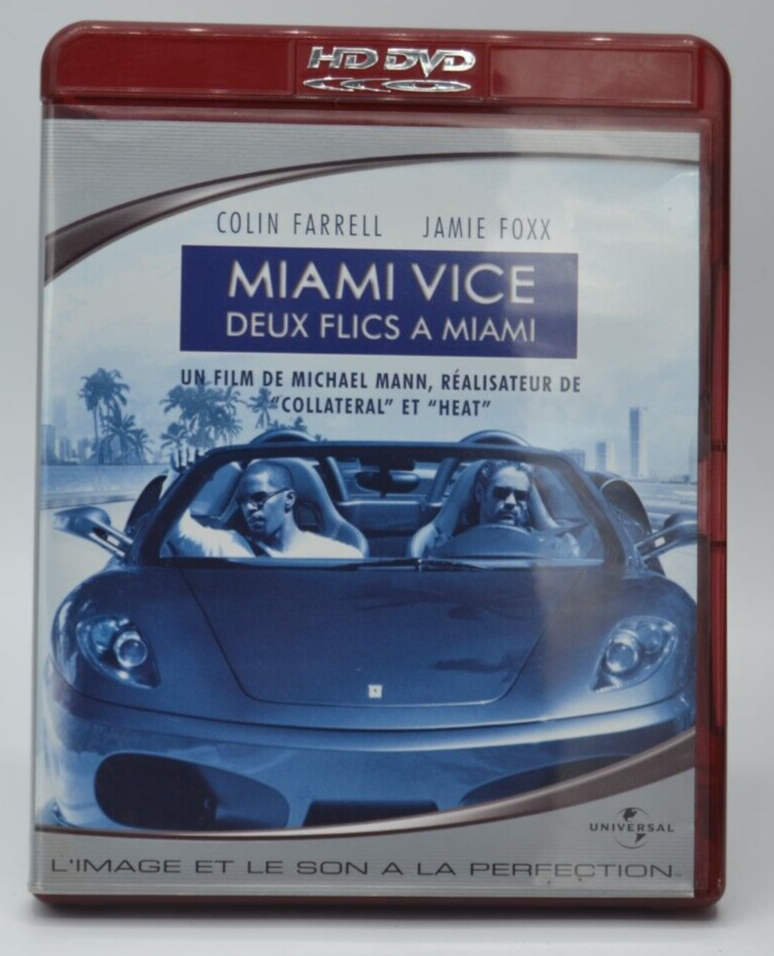 HD DVD
COLIN FARRELL JAMIE FOXX
MIAMI VICE
DEUX FLICS A MIAMI
UN FILM DE MICHAEL MANN, RÉALISATEUR DE
“COLLATERAL” ET “HEAT”
UNIVERSAL
L'IMAGE ET LE SON A LA PERFECTION